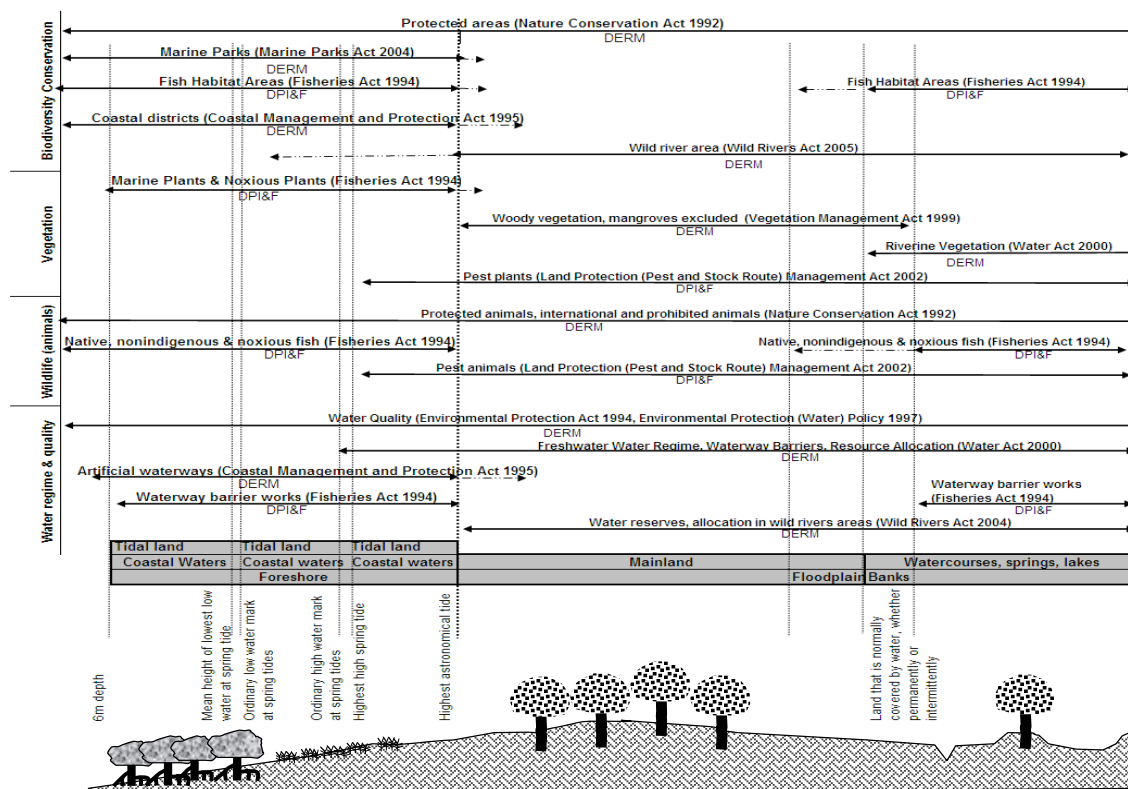 Biodiversity Conservation
Protected areas (Nature Conservation Act 1992)
DERM
Marine Parks (Marine Parks Act 2004)
DERM
Fish Habitat Areas (Fisheries Act 1994)
DPI&F
Fish Habitat Areas (Fisheries Act 1994)
DPI&F
Coastal districts (Coastal Management and Protection Act 1995)
DERM
Wild river area (Wild Rivers Act 2005)
DERM
Vegetation
Marine Plants & Noxious Plants (Fisheries Act 1994)
DPI&F
Woody vegetation, mangroves excluded (Vegetation Management Act 1999)
DERM
Riverine Vegetation (Water Act 2000)
DERM
Pest plants (Land Protection (Pest and Stock Route) Management Act 2002)
DPI&F
Wildlife (animals)
Protected animals, international and prohibited animals (Nature Conservation Act 1992)
DERM
Native, nonindigenous & noxious fish (Fisheries Act 1994)
DPI&F
Native, nonindigenous & noxious fish (Fisheries Act 1994)
DPI&F
Pest animals (Land Protection (Pest and Stock Route) Management Act 2002)
DPI&F
Water regime & quality
Water Quality (Environmental Protection Act 1994, Environmental Protection (Water) Policy 1997)
DERM
Freshwater Water Regime, Waterway Barriers, Resource Allocation (Water Act 2000)
DERM
Artificial waterways (Coastal Management and Protection Act 1995)
DERM
Waterway barrier works (Fisheries Act 1994)
DPI&F
Waterway barrier works
(Fisheries Act 1994)
DPI&F
Water reserves, allocation in wild rivers areas (Wild Rivers Act 2004)
DERM
Tidal land
Tidal land
Tidal land
Coastal Waters
Coastal waters
Coastal waters
Mainland
Watercourses, springs, lakes
Foreshore
Floodplain
Banks
6m depth
Mean height of lowest low
water at spring tide
Ordinary low water mark
at spring tides
Ordinary high water mark
at spring tides
Highest high spring tide
Highest astronomical tide
Land that is normally
covered by water, whether
permanently or
intermittently